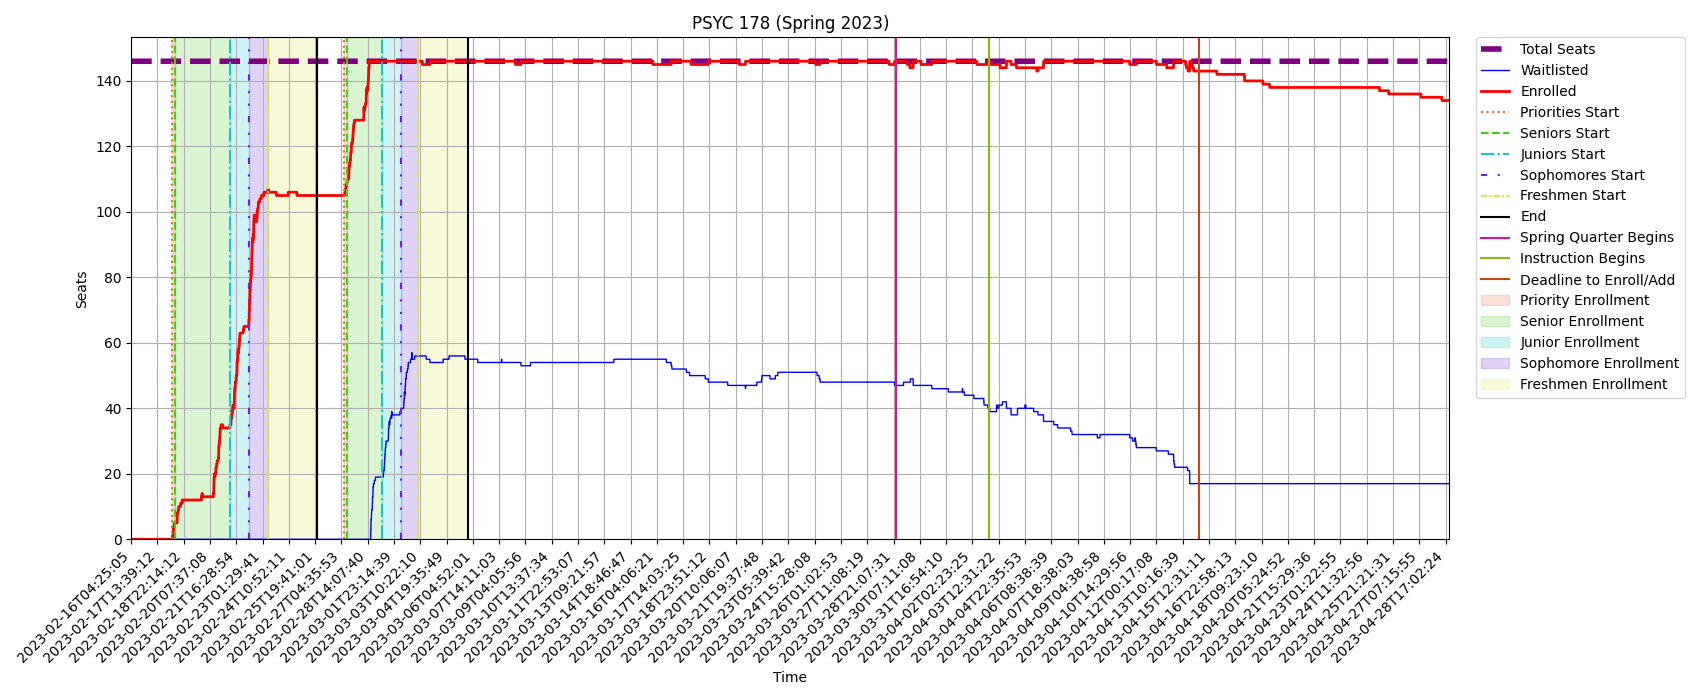 PSYC 178 (Spring 2023)
Seats
140
120
100
80
60
40
20
0
2023-02-16T04:25:05
2023-02-17T13:39:12
2023-02-18T22:14:12
2023-02-20T07:37:08
2023-02-21T16:28:54
2023-02-23T01:29:41
2023-02-24T10:52:11
2023-02-25T19:41:01
2023-02-27T04:35:53
2023-02-28T14:07:40
2023-03-01T23:14:39
2023-03-03T10:22:10
2023-03-04T19:35:49
2023-03-06T04:52:01
2023-03-07T14:11:03
2023-03-09T04:05:56
2023-03-10T13:37:34
2023-03-11T22:53:07
2023-03-13T09:21:57
2023-03-14T18:46:47
2023-03-16T04:06:21
2023-03-17T14:03:25
2023-03-18T23:51:12
2023-03-20T10:06:07
2023-03-21T19:37:48
2023-03-23T05:39:42
2023-03-24T15:28:08
2023-03-26T01:02:53
2023-03-27T11:08:19
2023-03-28T21:07:31
2023-03-30T07:11:08
2023-03-31T16:54:10
2023-04-02T02:23:25
2023-04-03T12:31:22
2023-04-04T22:35:53
2023-04-06T08:38:39
2023-04-07T18:38:03
2023-04-09T04:38:58
2023-04-10T14:29:56
2023-04-12T00:17:08
2023-04-13T10:16:39
2023-04-15T12:31:11
2023-04-16T22:58:13
2023-04-18T09:23:10
2023-04-20T05:24:52
2023-04-21T15:29:36
2023-04-23T01:22:55
2023-04-24T11:32:56
2023-04-25T21:21:31
2023-04-27T07:15:55
2023-04-28T17:02:24
Time
Total Seats
Waitlisted
Enrolled
Priorities Start
Seniors Start
Juniors Start
Sophomores Start
Freshmen Start
End
Spring Quarter Begins
Instruction Begins
Deadline to Enroll/Add
Priority Enrollment
Senior Enrollment
Junior Enrollment
Sophomore Enrollment
Freshmen Enrollment